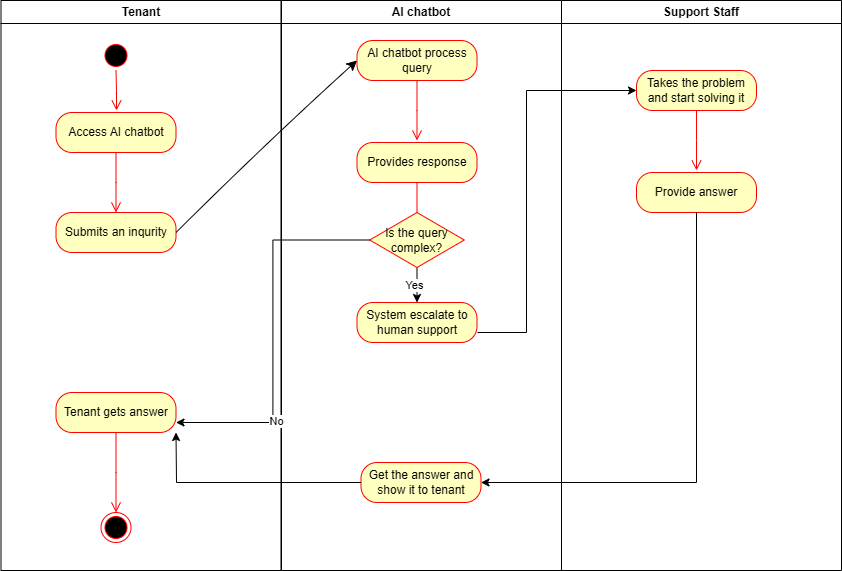 Tenant
AI chatbot
Support Staff
Access AI chatbot
Submits an inqurity
AI chatbot process
query
Provides response
Is the query
complex?
Yes
System escalate to
human support
Takes the problem
and start solving it
Provide answer
No
Get the answer and
show it to tenant
Tenant gets answer